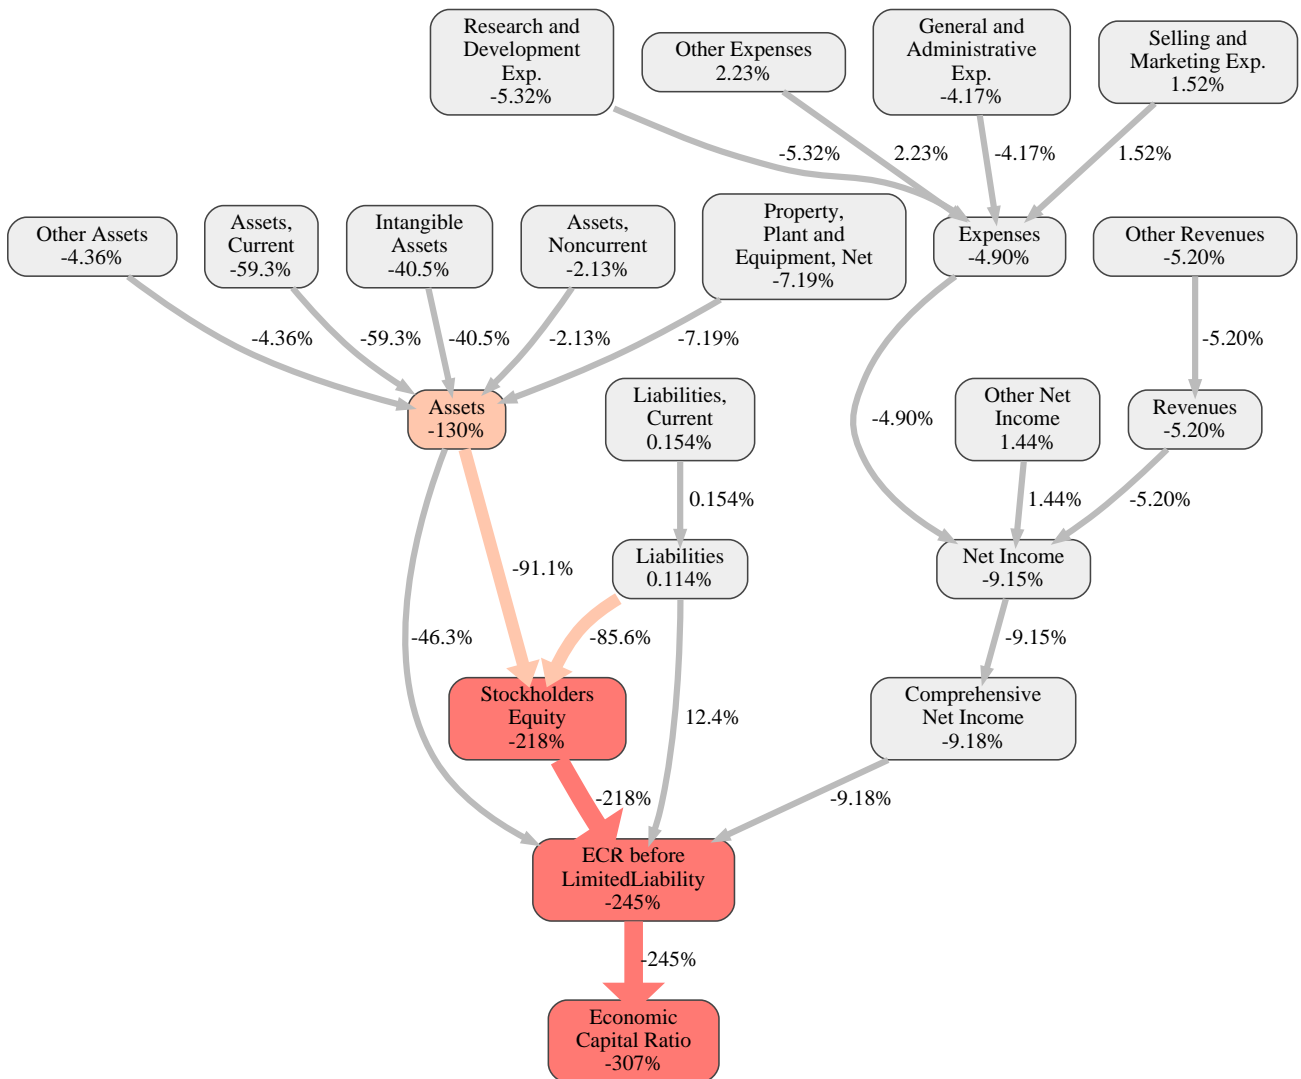 Research and
Development
Exp.
-5.32%
Other Expenses
2.23%
General and
Administrative
Exp.
-4.17%
Selling and
Marketing Exp.
1.52%
-5.32%
2.23%
-4.17%
1.52%
Other Assets
-4.36%
Assets,
Current
-59.3%
Intangible
Assets
-40.5%
Assets,
Noncurrent
-2.13%
Property,
Plant and
Equipment, Net
-7.19%
Expenses
-4.90%
Other Revenues
-5.20%
-4.36%
-59.3%
-40.5%
-2.13%
-7.19%
-5.20%
Assets
-130%
Liabilities,
Current
0.154%
-4.90%
Other Net
Income
1.44%
Revenues
-5.20%
0.154%
1.44%
-5.20%
-91.1%
Liabilities
0.114%
Net Income
-9.15%
-46.3%
-85.6%
-9.15%
Stockholders
Equity
-218%
12.4%
Comprehensive
Net Income
-9.18%
-218%
-9.18%
ECR before
LimitedLiability
-245%
-245%
Economic
Capital Ratio
-307%